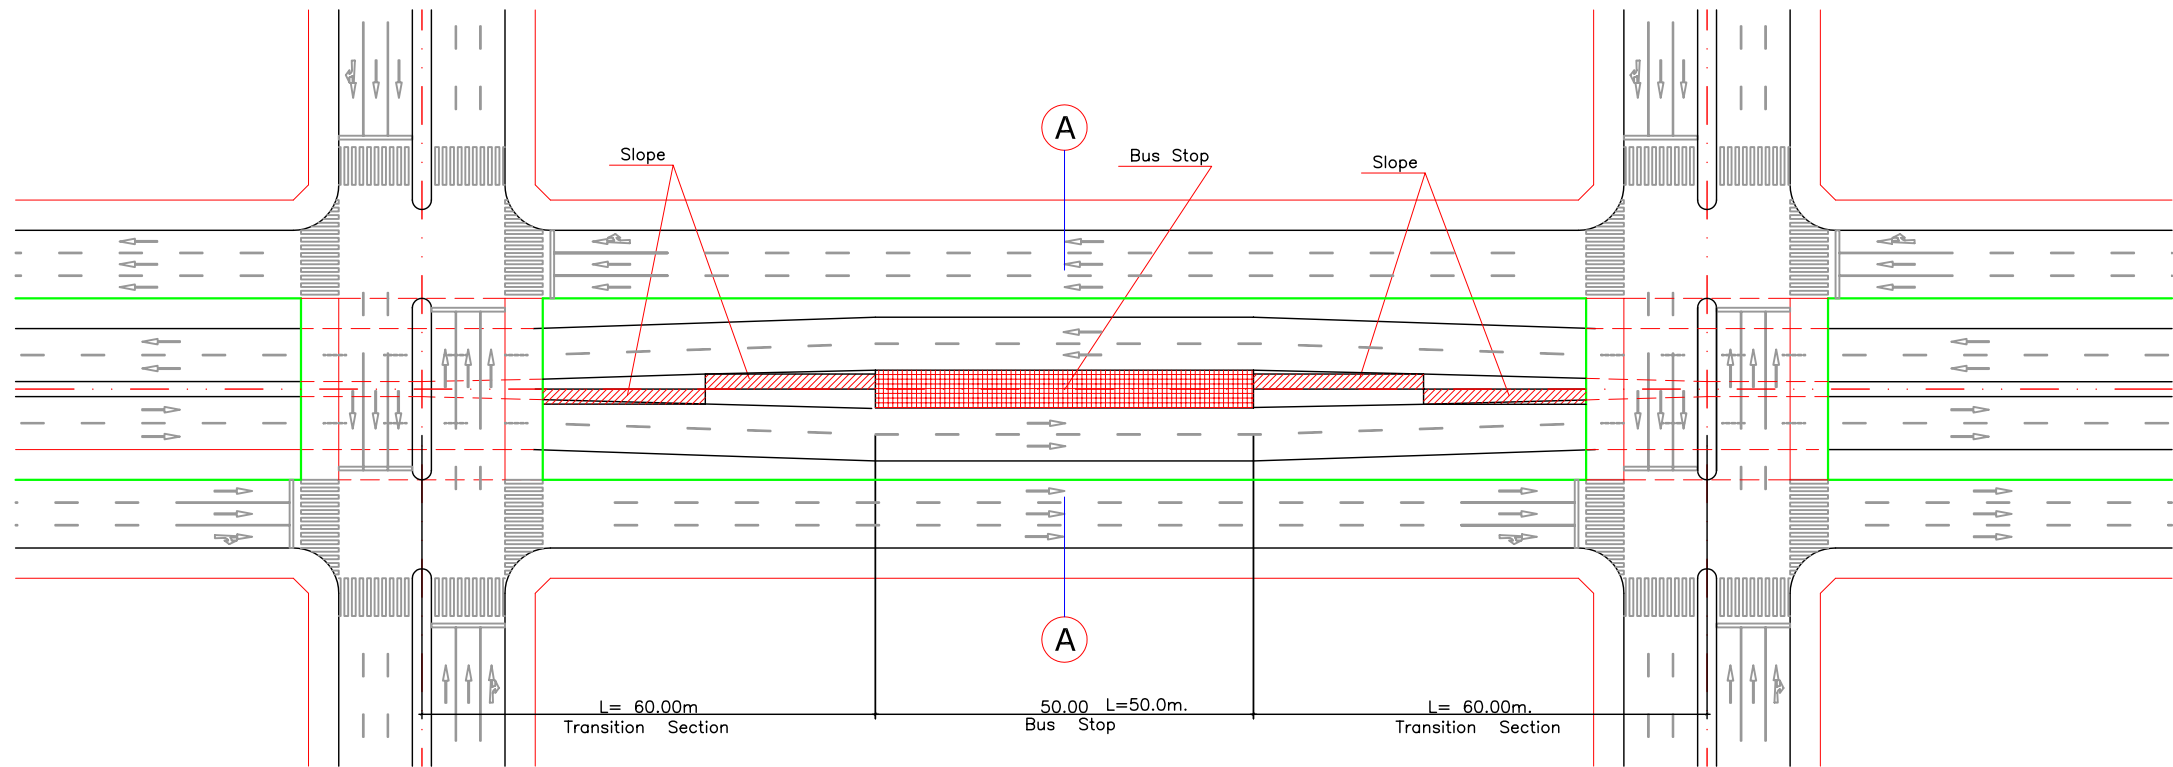 A
Slope
Bus Stop
Slope
A
L= 60.00m
Transition Section
50.00 L=50.0m.
Bus Stop
L= 60.00m.
Transition Section